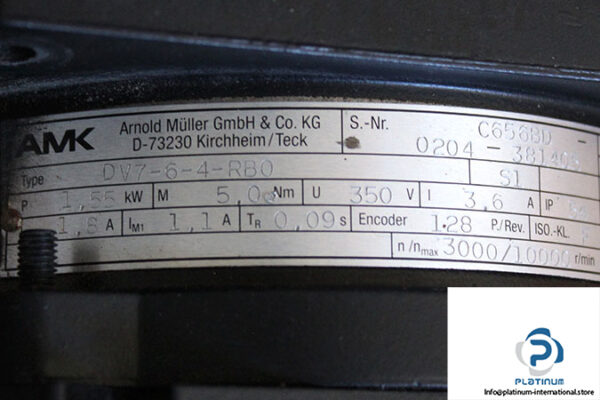 AMK Arnold Müller GmbH & Co. KG
D-73230 Kirchheim/Teck
S.-Nr. C6568D -
0204 - 381405
Type DV7-6-4-RB0 S1
P 1,55 kW M 5,0 Nm U 350 V I 3,6 A IP
1,8 A IM1 1,1 A TR 0,09 s Encoder 128 P./Rev. ISO.-KL. F
n/nmax 3000/10000 r/min
PLATINUM
https://platinum-international.store